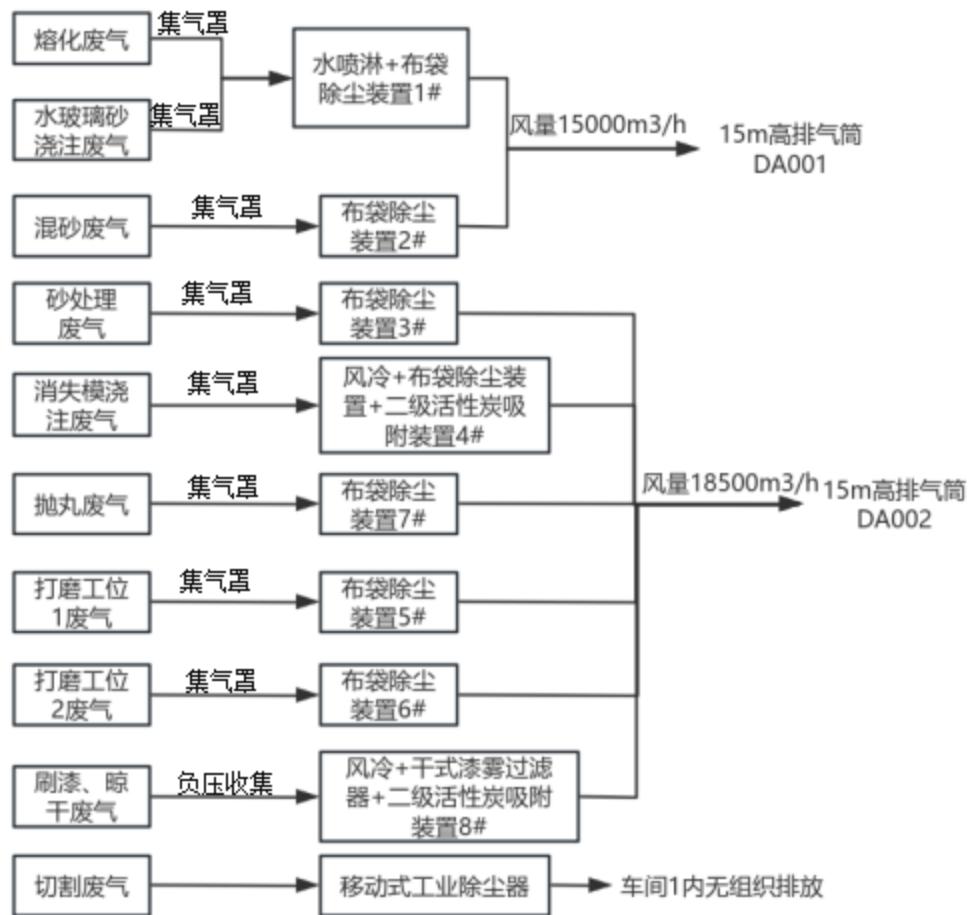 熔化废气
集气罩
水玻璃砂
浇注废气
集气罩
水喷淋+布袋
除尘装置1#
风量15000m3/h
15m高排气筒
DA001
混砂废气
集气罩
布袋除尘
装置2#
砂处理
废气
集气罩
布袋除尘
装置3#
消失模浇
注废气
集气罩
风冷+布袋除尘装
置+二级活性炭吸
附装置4#
抛丸废气
集气罩
布袋除尘
装置7#
风量18500m3/h
15m高排气筒
DA002
打磨工位
1废气
集气罩
布袋除尘
装置5#
打磨工位
2废气
集气罩
布袋除尘
装置6#
刷漆、晾
干废气
负压收集
风冷+干式漆雾过滤
器+二级活性炭吸附
装置8#
切割废气
移动式工业除尘器
车间1内无组织排放